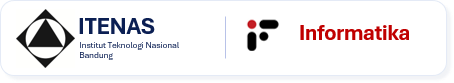 ITENAS
Institut Teknologi Nasional
Bandung
Informatika